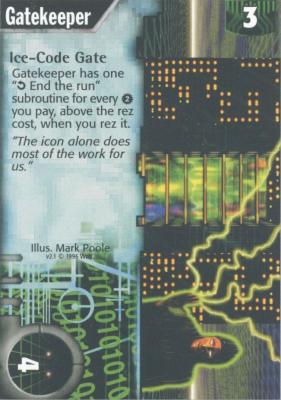 Gatekeeper
3
Ice-Code Gate
Gatekeeper has one
"⟲ End the run"
subroutine for every ❷
you pay, above the rez
cost, when you rez it.
"The icon alone does
most of the work for
us."
Illus. Mark Poole
v2.1 © 1996 WotC
4